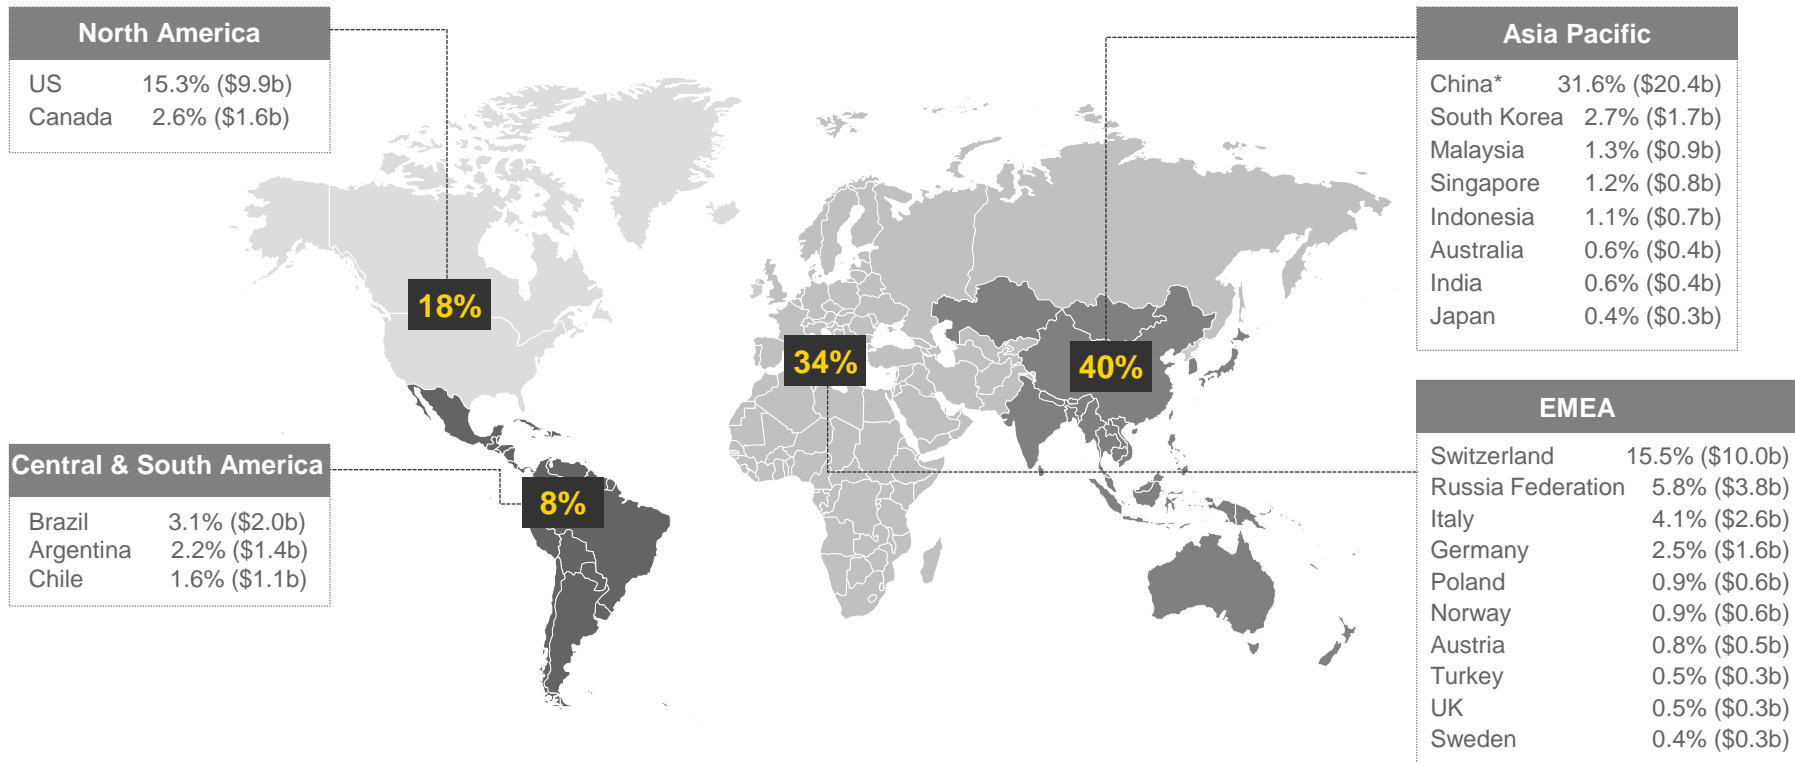 North America
US 15.3% ($9.9b)
Canada 2.6% ($1.6b)
18%
Central & South America
Brazil 3.1% ($2.0b)
Argentina 2.2% ($1.4b)
Chile 1.6% ($1.1b)
8%
34%
40%
Asia Pacific
China* 31.6% ($20.4b)
South Korea 2.7% ($1.7b)
Malaysia 1.3% ($0.9b)
Singapore 1.2% ($0.8b)
Indonesia 1.1% ($0.7b)
Australia 0.6% ($0.4b)
India 0.6% ($0.4b)
Japan 0.4% ($0.3b)
EMEA
Switzerland 15.5% ($10.0b)
Russia Federation 5.8% ($3.8b)
Italy 4.1% ($2.6b)
Germany 2.5% ($1.6b)
Poland 0.9% ($0.6b)
Norway 0.9% ($0.6b)
Austria 0.8% ($0.5b)
Turkey 0.5% ($0.3b)
UK 0.5% ($0.3b)
Sweden 0.4% ($0.3b)